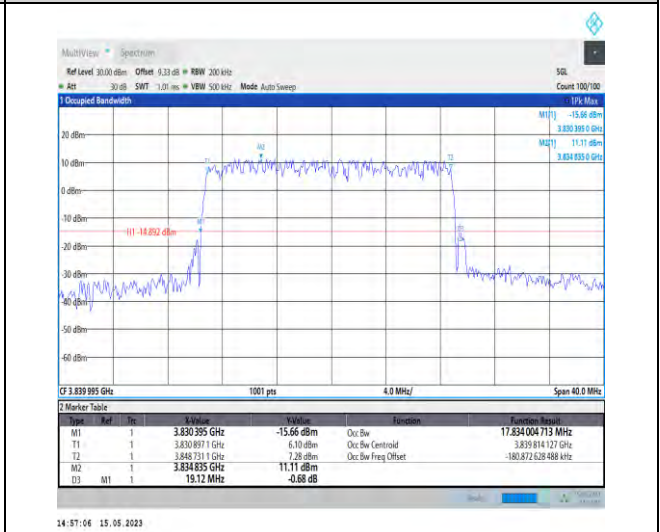 MultiView Spectrum
Ref Level 30.00 dBm Offset 9.33 dB RBW 200 kHz SGL
Att 30 dB SWT 1.01 ms VBW 500 kHz Mode Auto Sweep Count 100/100
1 Occupied Bandwidth 1Pk Max
M1[1] -15.66 dBm
3.830 395 0 GHz
M2[1] 11.11 dBm
3.834 835 0 GHz
20 dBm
M2
T1 T2
10 dBm
0 dBm
-10 dBm
M1
H1 -14.892 dBm
D3
-20 dBm
-30 dBm
-40 dBm
-50 dBm
-60 dBm
CF 3.839 995 GHz 1001 pts 4.0 MHz/ Span 40.0 MHz
2 Marker Table
Type Ref Trc X-Value Y-Value Function Function Result
M1 1 3.830 395 GHz -15.66 dBm Occ Bw 17.834 004 713 MHz
T1 1 3.830 897 1 GHz 6.10 dBm Occ Bw Centroid 3.839 814 127 GHz
T2 1 3.848 731 1 GHz 7.28 dBm Occ Bw Freq Offset -180.872 628 488 kHz
M2 1 3.834 835 GHz 11.11 dBm
D3 M1 1 19.12 MHz -0.68 dB
14:57:06 15.05.2023